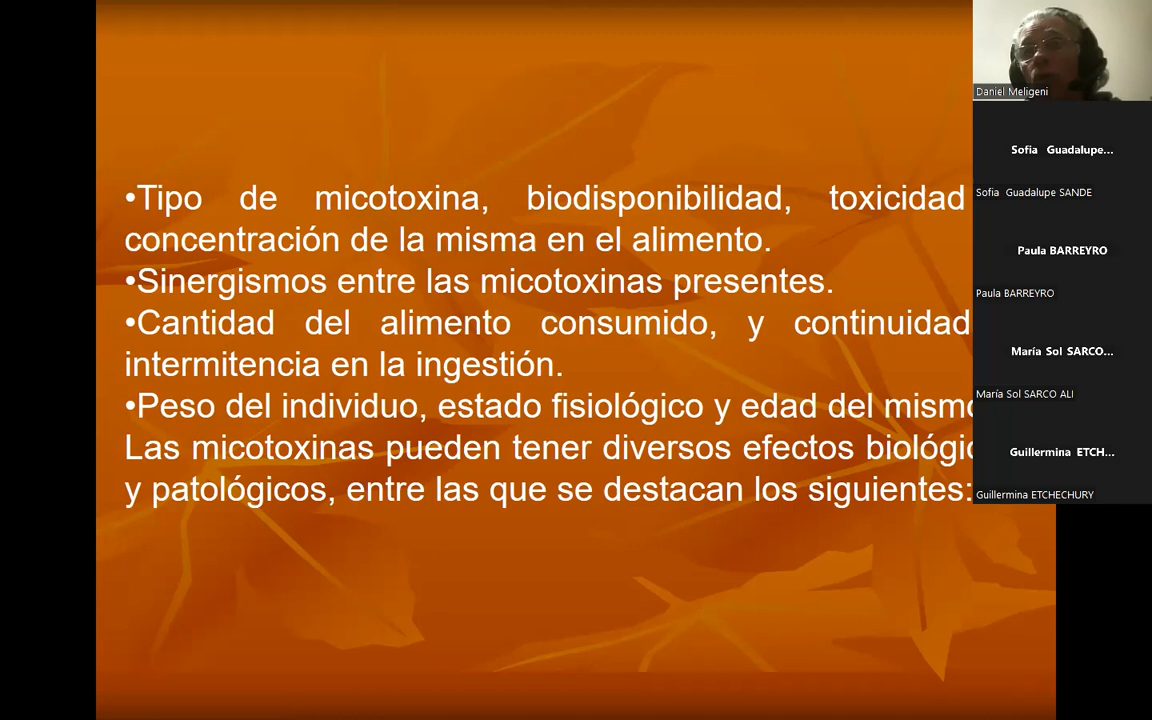 •Tipo de micotoxina, biodisponibilidad, toxicidad
concentración de la misma en el alimento.
•Sinergismos entre las micotoxinas presentes.
•Cantidad del alimento consumido, y continuidad
intermitencia en la ingestión.
•Peso del individuo, estado fisiológico y edad del mismo
Las micotoxinas pueden tener diversos efectos biológic
y patológicos, entre las que se destacan los siguientes:
Daniel Meligeni
Sofia Guadalupe...
Sofia Guadalupe SANDE
Paula BARREYRO
Paula BARREYRO
María Sol SARCO...
María Sol SARCO ALI
Guillermina ETCH...
Guillermina ETCHECHURY